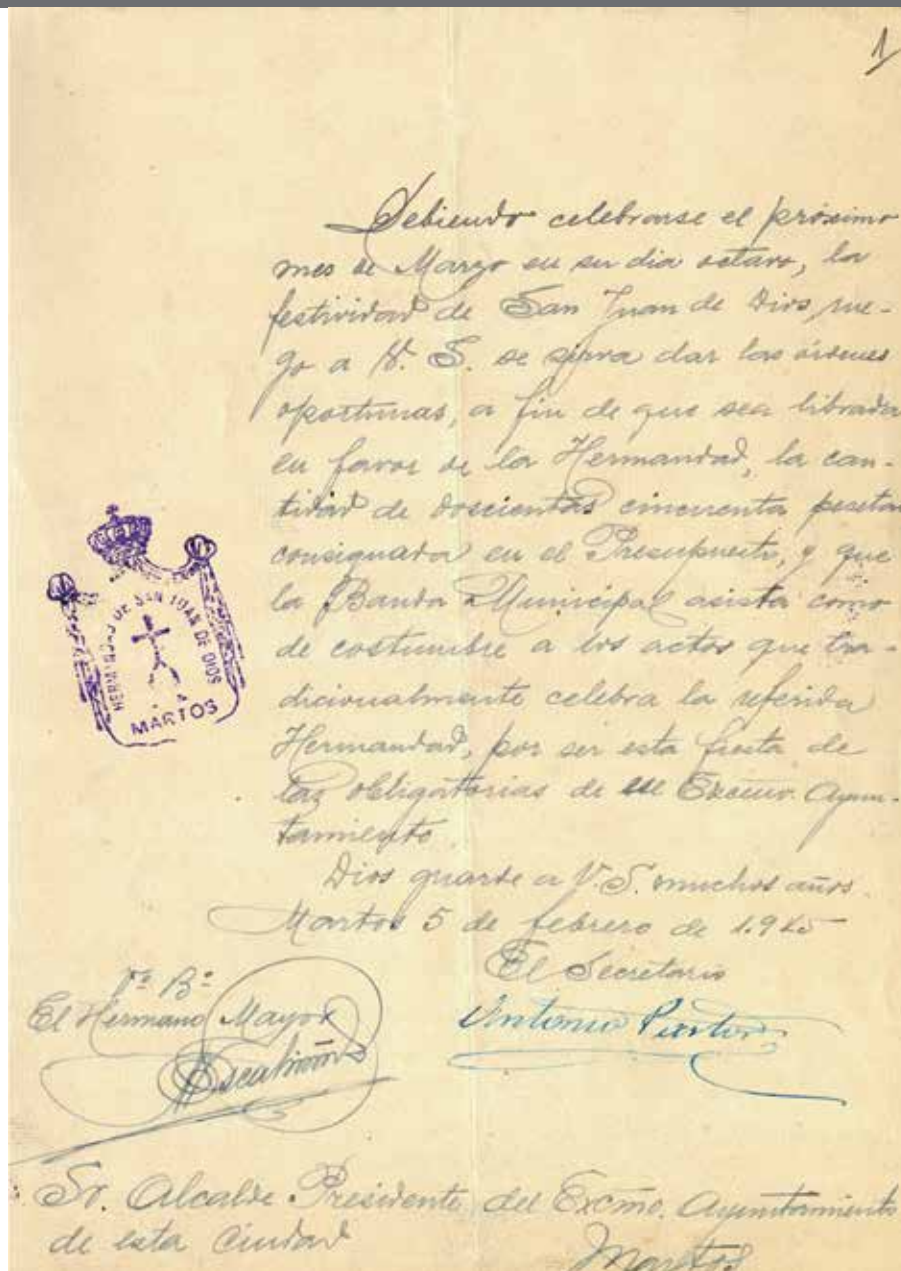 1
Debiendo celebrarse el próximo
mes de Marzo en su dia octavo, la
festividad de San Juan de Dios, rue-
go a V. S. se sirva dar las órdenes
oportunas, a fin de que sea librada
en favor de la Hermandad, la can-
tidad de doscientas cincuenta pesetas
consignada en el Presupuesto, y que
la Banda Municipal asista como
de costumbre a los actos que tra-
dicionalmente celebra la referida
Hermandad, por ser esta fiesta de
las obligatorias de ese Excmo. Ayun-
tamiento.
Dios guarde a V. S. muchos años.
Martos 5 de febrero de
El Secretario
Vº Bº
El Hermano Mayor
Antonio
HERMANDAD DE SAN JUAN DE DIOS
MARTOS
Sr. Alcalde Presidente del Excmo. Ayuntamiento
de esta Ciudad
Martos